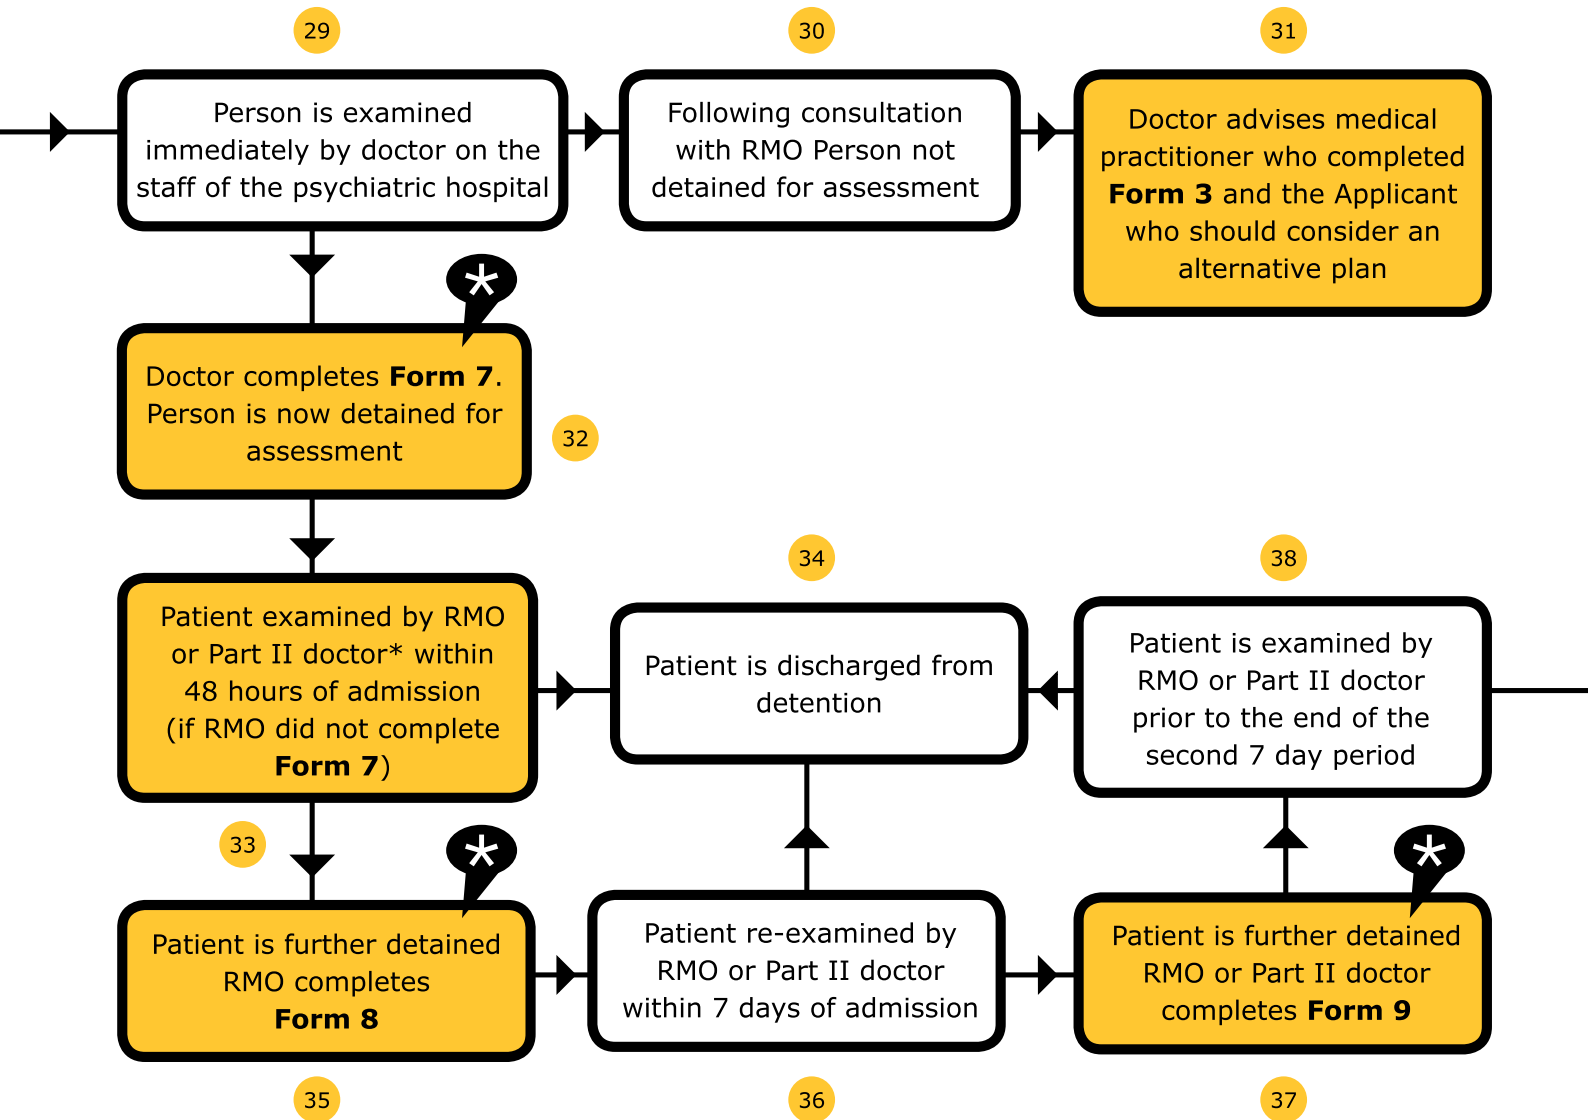 29
30
31
Person is examined
immediately by doctor on the
staff of the psychiatric hospital
Following consultation
with RMO Person not
detained for assessment
Doctor advises medical
practitioner who completed
Form 3 and the Applicant
who should consider an
alternative plan
*
Doctor completes Form 7.
Person is now detained for
assessment
32
34
38
Patient examined by RMO
or Part II doctor* within
48 hours of admission
(if RMO did not complete
Form 7)
Patient is discharged from
detention
Patient is examined by
RMO or Part II doctor
prior to the end of the
second 7 day period
33
*
*
Patient is further detained
RMO completes
Form 8
Patient re-examined by
RMO or Part II doctor
within 7 days of admission
Patient is further detained
RMO or Part II doctor
completes Form 9
35
36
37